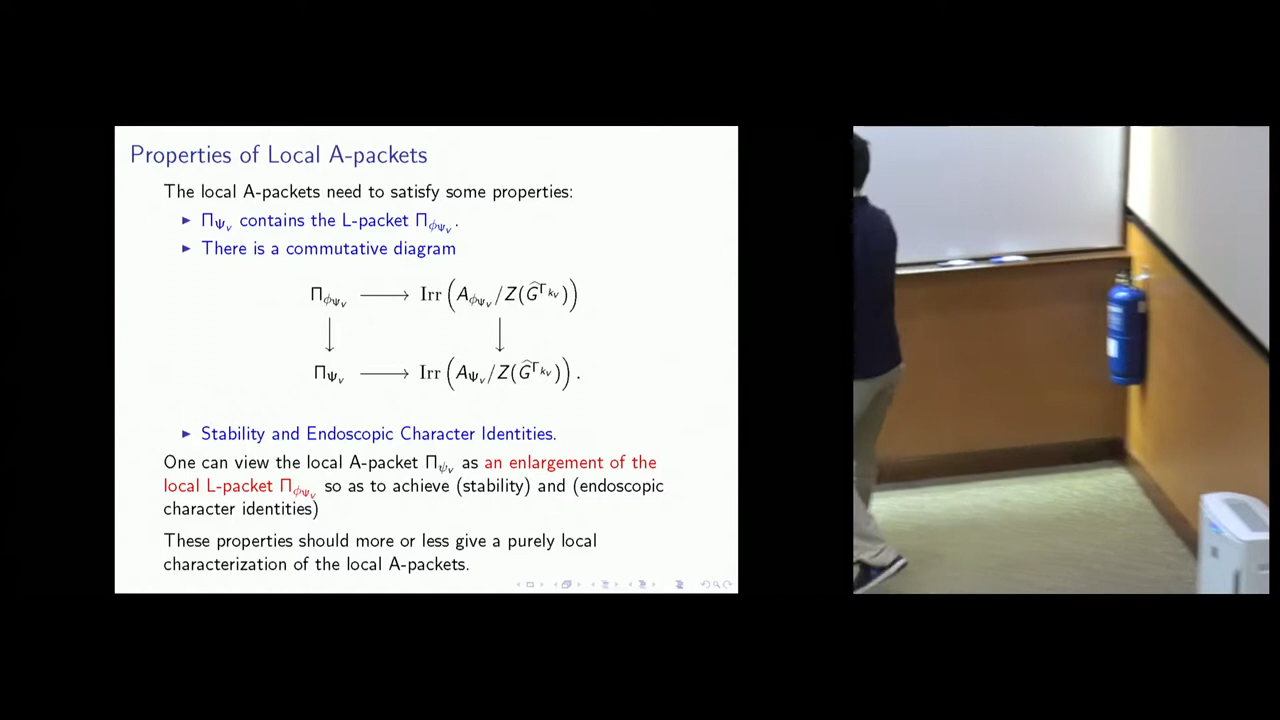 Properties of Local A-packets
The local A-packets need to satisfy some properties:
▶ Π_{Ψ_v} contains the L-packet Π_{ϕ_{Ψ_v}}.
▶ There is a commutative diagram
Π_{ϕ_{Ψ_v}} ⟶ Irr(A_{ϕ_{Ψ_v}}/Z(Ĝ^{Γ_{k_v}}))
↓ ↓
Π_{Ψ_v} ⟶ Irr(A_{Ψ_v}/Z(Ĝ^{Γ_{k_v}})).
▶ Stability and Endoscopic Character Identities.
One can view the local A-packet Π_{ψ_v} as an enlargement of the
local L-packet Π_{ϕ_{Ψ_v}} so as to achieve (stability) and (endoscopic
character identities)
These properties should more or less give a purely local
characterization of the local A-packets.